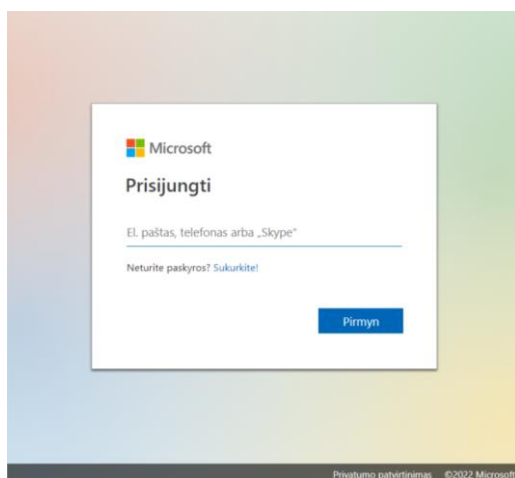 Microsoft
Prisijungti
El. paštas, telefonas arba „Skype“
Neturite paskyros? Sukurkite!
Pirmyn
Privatumo patvirtinimas ©2022 Microsoft